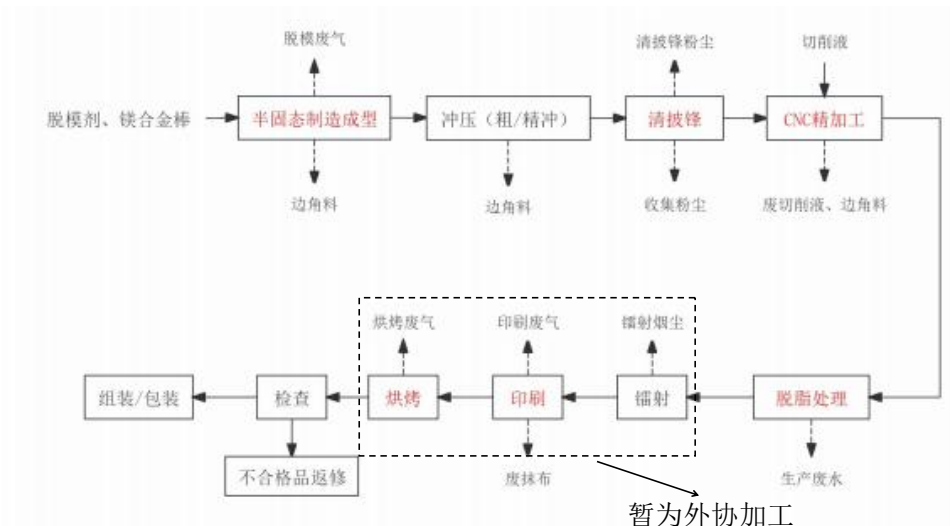 脱模废气
清披锋粉尘
切削液
脱模剂、镁合金棒
半固态制造成型
冲压（粗/精冲）
清披锋
CNC精加工
边角料
边角料
收集粉尘
废切削液、边角料
烘烤废气
印刷废气
镭射烟尘
组装/包装
检查
烘烤
印刷
镭射
脱脂处理
不合格品返修
废抹布
生产废水
暂为外协加工